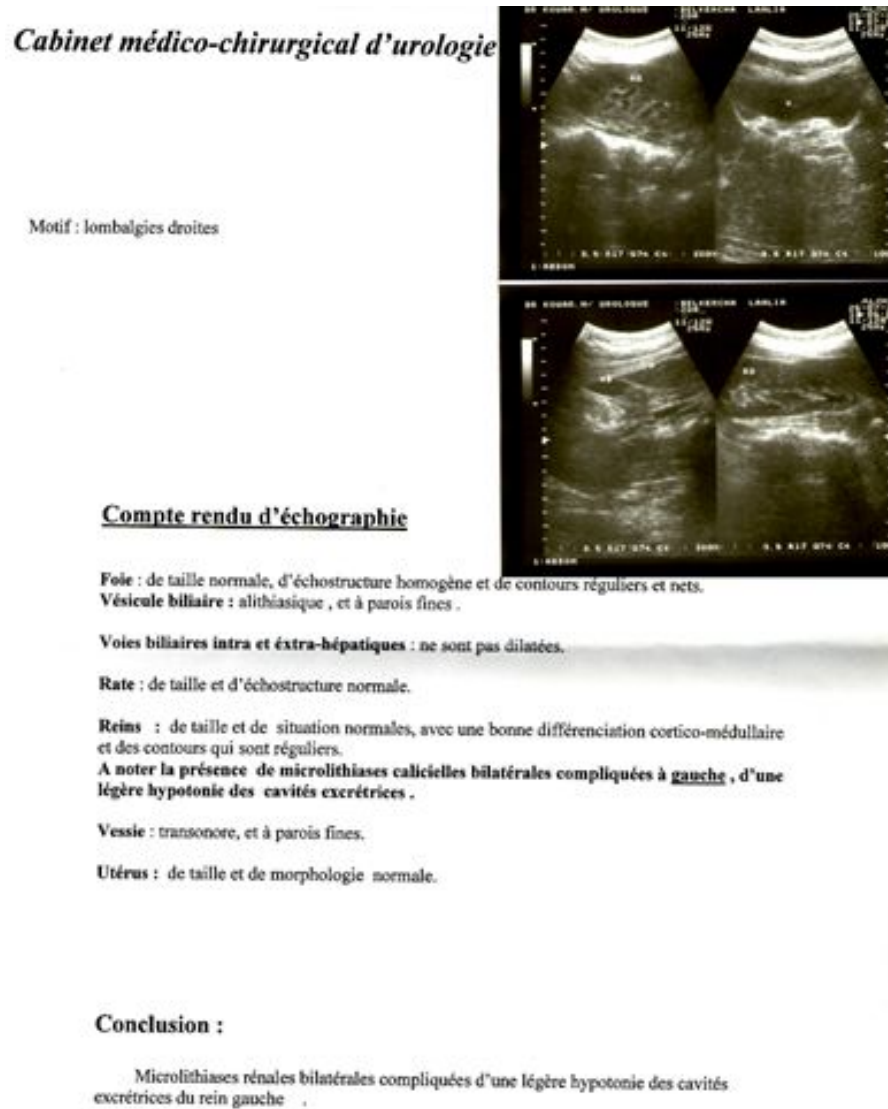 Cabinet médico-chirurgical d'urologie
Motif : lombalgies droites
Compte rendu d'échographie
Foie : de taille normale, d'échostructure homogène et de contours réguliers et nets.
Vésicule biliaire : alithiasique , et à parois fines .
Voies biliaires intra et éxtra-hépatiques : ne sont pas dilatées.
Rate : de taille et d'échostructure normale.
Reins : de taille et de situation normales, avec une bonne différenciation cortico-médullaire
et des contours qui sont réguliers.
A noter la présence de microlithiases calicielles bilatérales compliquées à gauche , d'une
légère hypotonie des cavités excrétrices .
Vessie : transonore, et à parois fines.
Utérus : de taille et de morphologie normale.
Conclusion :
Microlithiases rénales bilatérales compliquées d"une légère hypotonie des cavités
excrétrices du rein gauche .